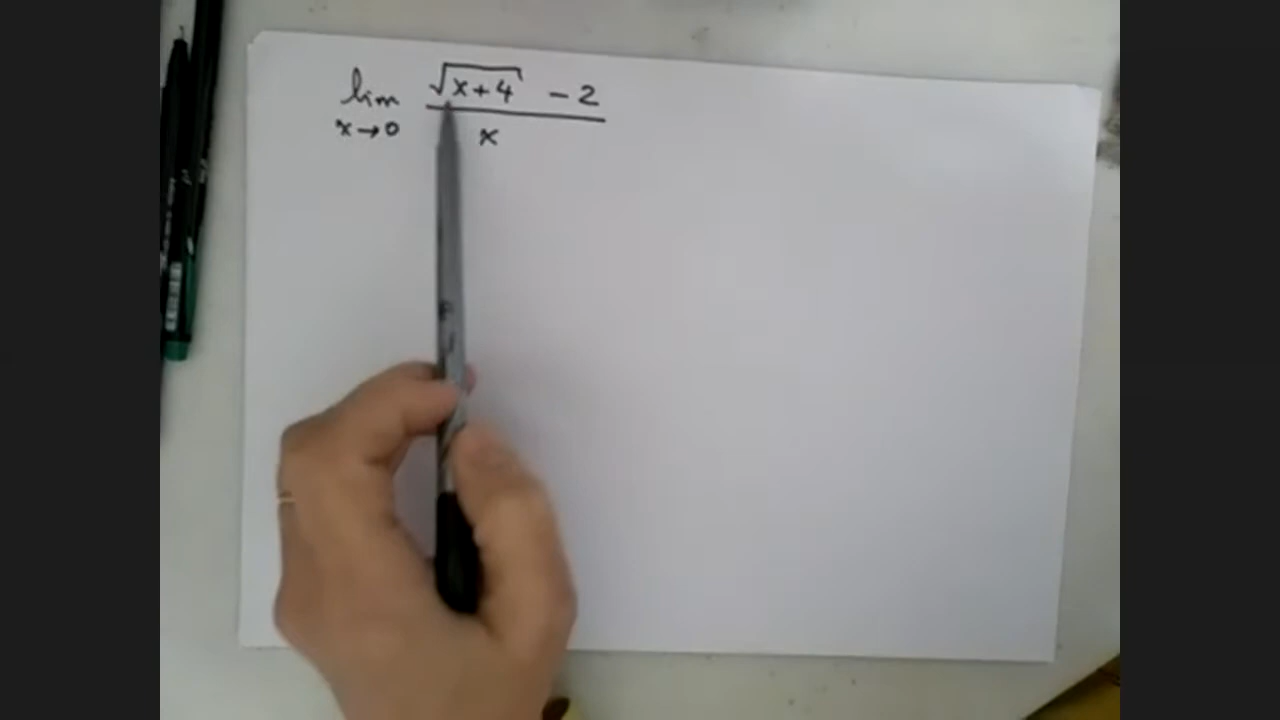 lim √(x+4) - 2
x→0 x